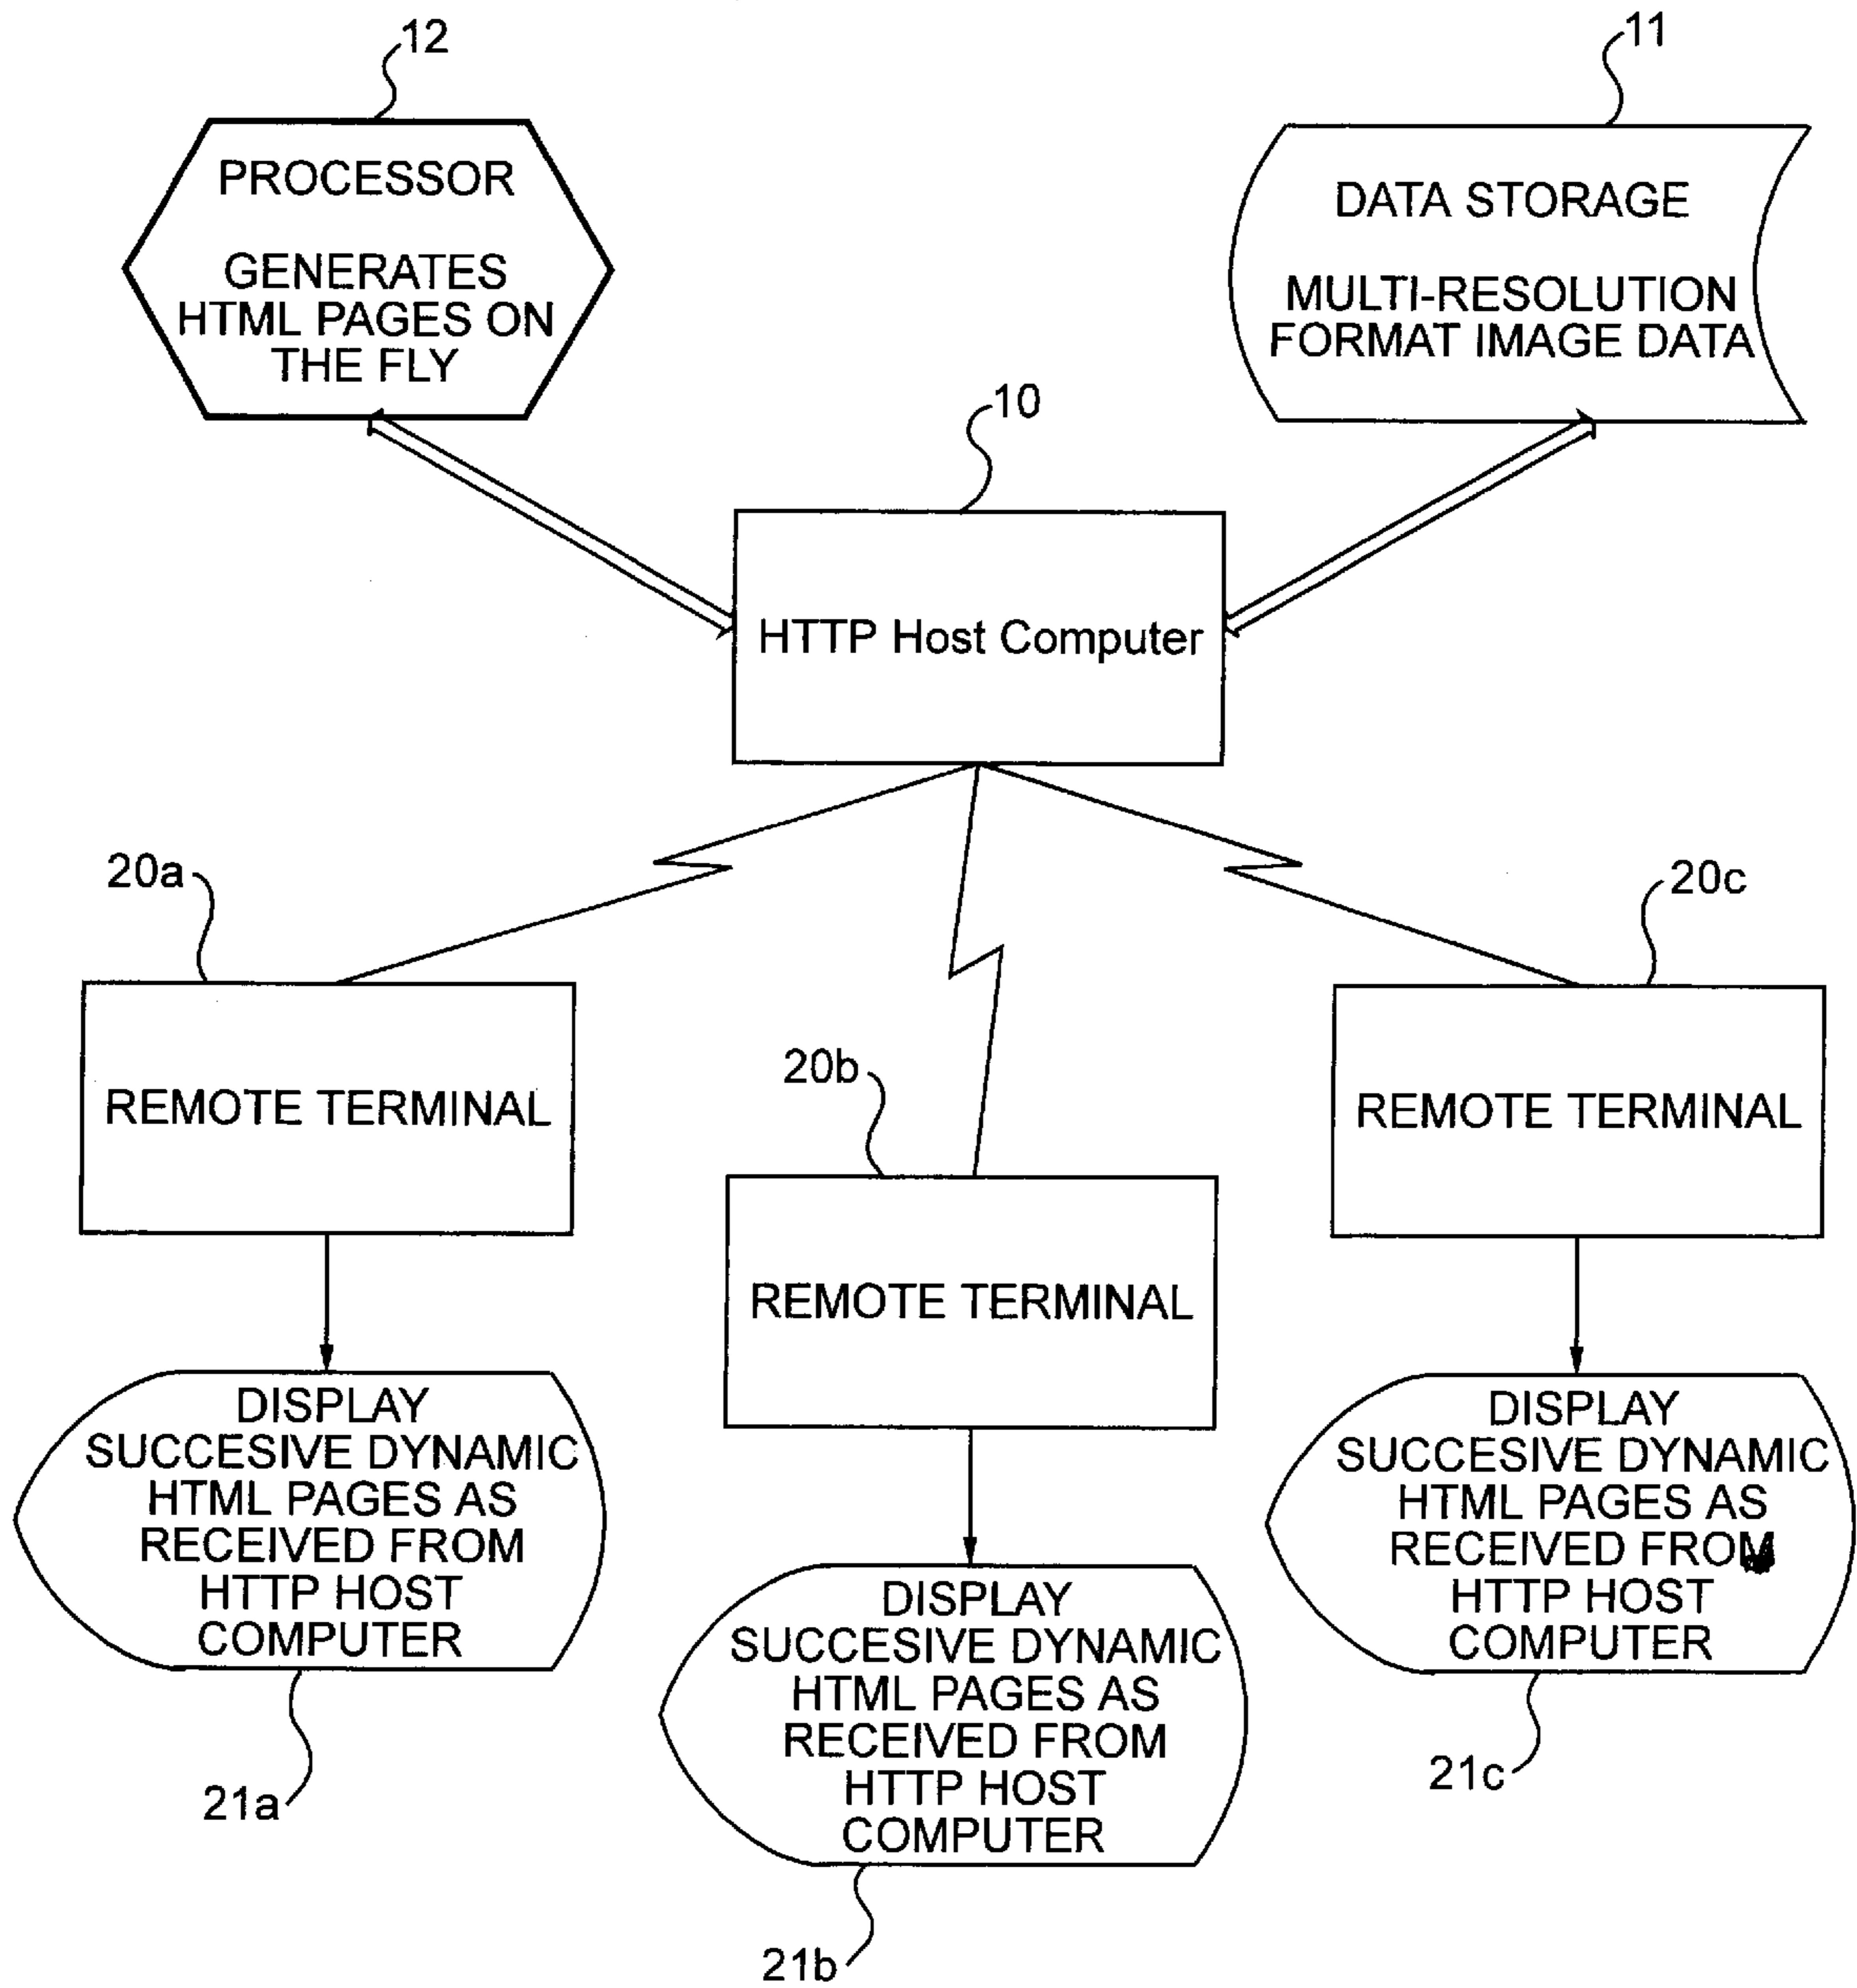 12
11
PROCESSOR
GENERATES
HTML PAGES ON
THE FLY
DATA STORAGE
MULTI-RESOLUTION
FORMAT IMAGE DATA
10
HTTP Host Computer
20a
20c
20b
REMOTE TERMINAL
REMOTE TERMINAL
REMOTE TERMINAL
DISPLAY
SUCCESIVE DYNAMIC
HTML PAGES AS
RECEIVED FROM
HTTP HOST
COMPUTER
DISPLAY
SUCCESIVE DYNAMIC
HTML PAGES AS
RECEIVED FROM
HTTP HOST
COMPUTER
DISPLAY
SUCCESIVE DYNAMIC
HTML PAGES AS
RECEIVED FROM
HTTP HOST
COMPUTER
21a
21b
21c